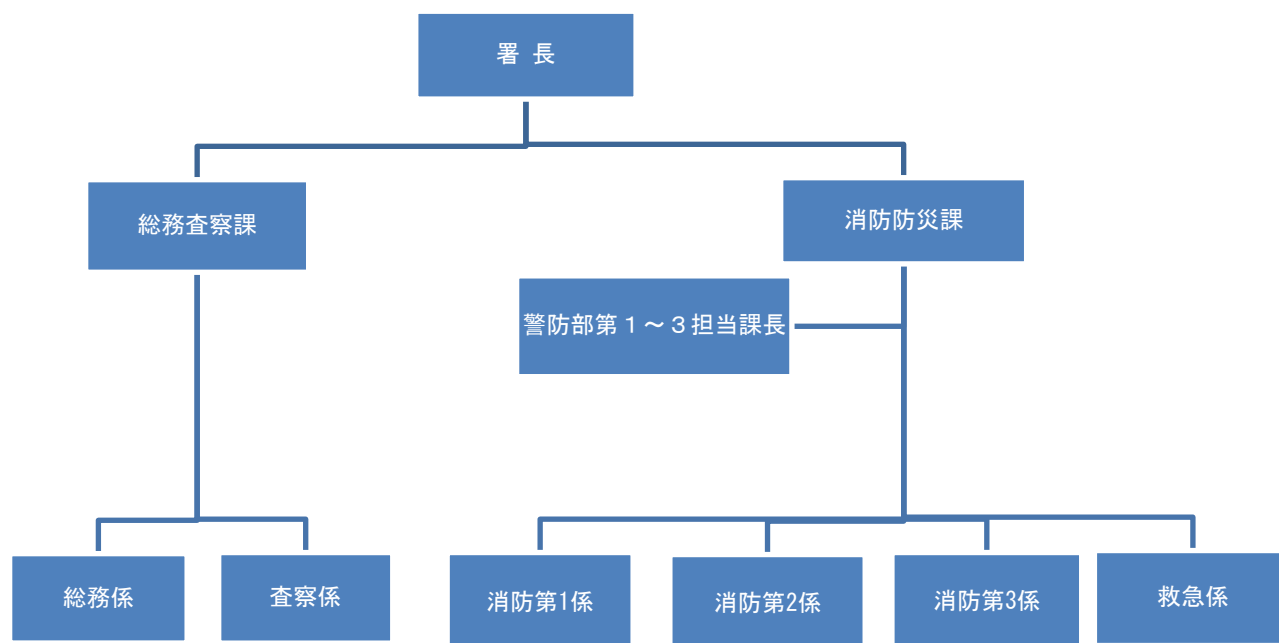 署 長
総務査察課
消防防災課
警防部第１～３担当課長
総務係
査察係
消防第1係
消防第2係
消防第3係
救急係